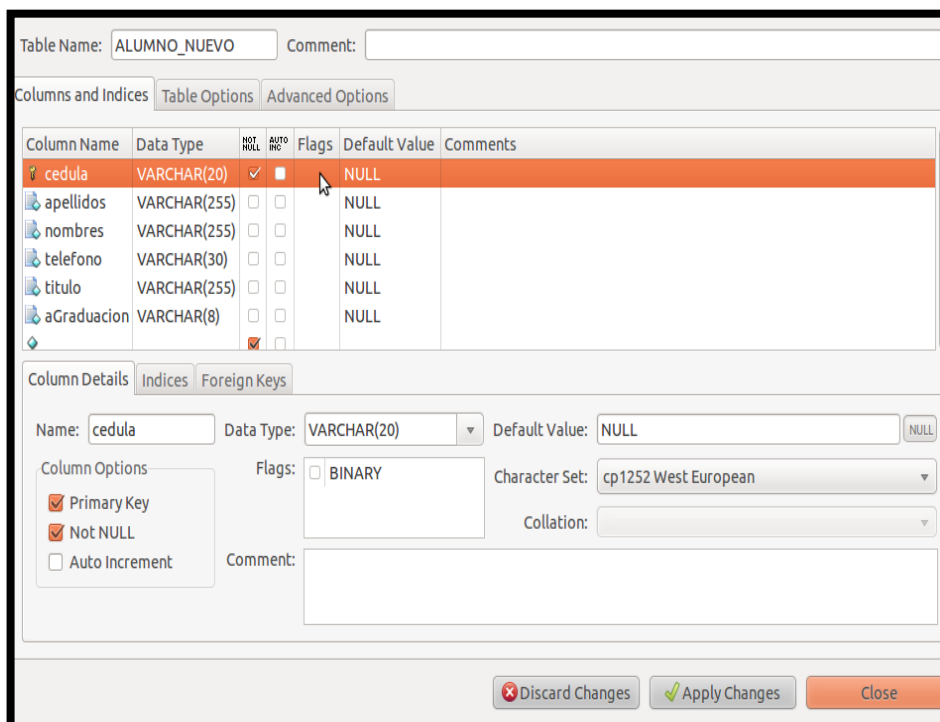 Table Name: ALUMNO_NUEVO Comment:
Columns and Indices Table Options Advanced Options
Column Name Data Type NOT NULL AUTO INC Flags Default Value Comments
cedula VARCHAR(20) NULL
apellidos VARCHAR(255) NULL
nombres VARCHAR(255) NULL
telefono VARCHAR(30) NULL
titulo VARCHAR(255) NULL
aGraduacion VARCHAR(8) NULL
Column Details Indices Foreign Keys
Name: cedula Data Type: VARCHAR(20) Default Value: NULL NULL
Column Options Flags: BINARY Character Set: cp1252 West European
Primary Key
Not NULL Collation:
Auto Increment Comment:
Discard Changes Apply Changes Close